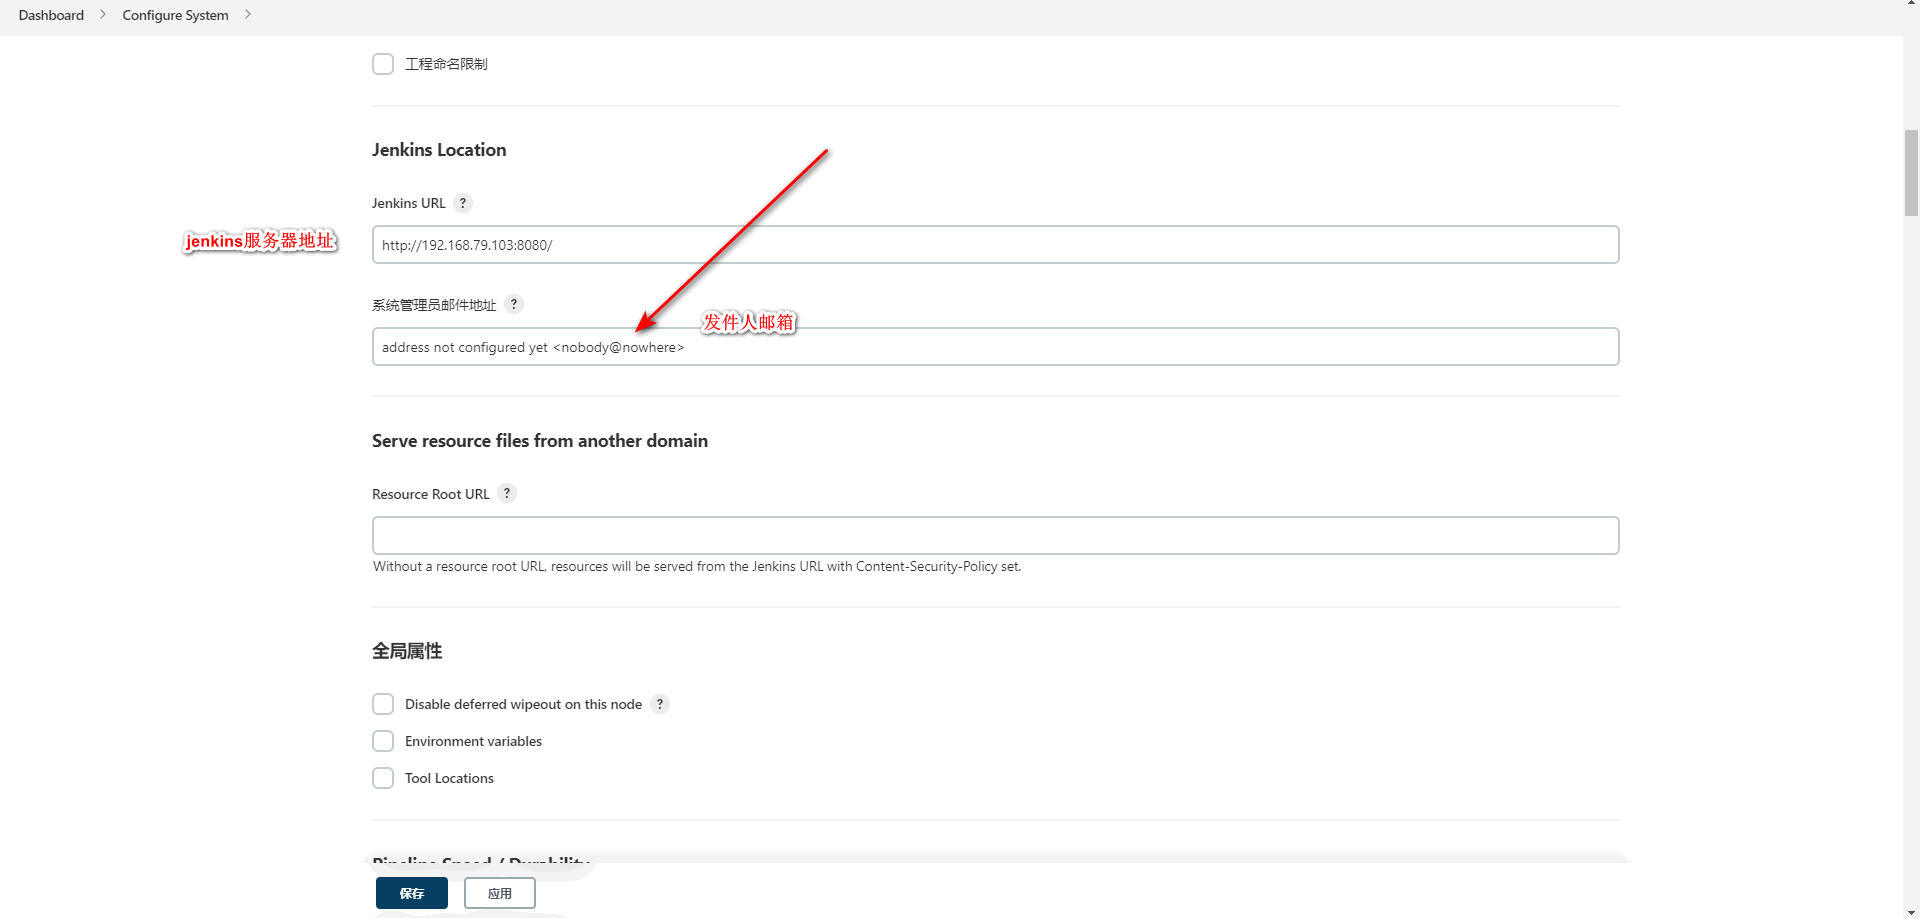 Dashboard > Configure System >
工程命名限制
Jenkins Location
Jenkins URL ?
jenkins服务器地址
http://192.168.79.103:8080/
系统管理员邮件地址 ?
发件人邮箱
address not configured yet <nobody@nowhere>
Serve resource files from another domain
Resource Root URL ?
Without a resource root URL, resources will be served from the Jenkins URL with Content-Security-Policy set.
全局属性
Disable deferred wipeout on this node ?
Environment variables
Tool Locations
Pipeline Speed / Durability
保存 应用